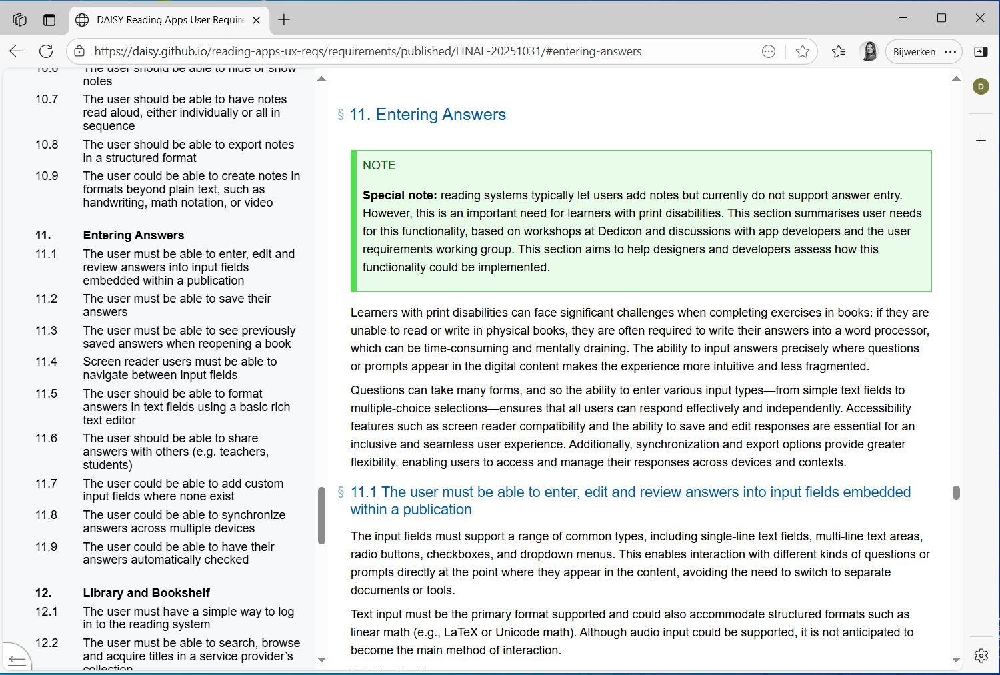 DAISY Reading Apps User Require
https://daisy.github.io/reading-apps-ux-reqs/requirements/published/FINAL-20251031/#entering-answers
Bijwerken
D
10.6 The user should be able to hide or show
notes
10.7 The user should be able to have notes
read aloud, either individually or all in
sequence
10.8 The user should be able to export notes
in a structured format
10.9 The user could be able to create notes in
formats beyond plain text, such as
handwriting, math notation, or video
11. Entering Answers
11.1 The user must be able to enter, edit and
review answers into input fields
embedded within a publication
11.2 The user must be able to save their
answers
11.3 The user must be able to see previously
saved answers when reopening a book
11.4 Screen reader users must be able to
navigate between input fields
11.5 The user should be able to format
answers in text fields using a basic rich
text editor
11.6 The user should be able to share
answers with others (e.g. teachers,
students)
11.7 The user could be able to add custom
input fields where none exist
11.8 The user could be able to synchronize
answers across multiple devices
11.9 The user could be able to have their
answers automatically checked
12. Library and Bookshelf
12.1 The user must have a simple way to log
in to the reading system
12.2 The user must be able to search, browse
and acquire titles in a service provider’s
collection
§ 11. Entering Answers
NOTE
Special note: reading systems typically let users add notes but currently do not support answer entry.
However, this is an important need for learners with print disabilities. This section summarises user needs
for this functionality, based on workshops at Dedicon and discussions with app developers and the user
requirements working group. This section aims to help designers and developers assess how this
functionality could be implemented.
Learners with print disabilities can face significant challenges when completing exercises in books: if they are
unable to read or write in physical books, they are often required to write their answers into a word processor,
which can be time-consuming and mentally draining. The ability to input answers precisely where questions
or prompts appear in the digital content makes the experience more intuitive and less fragmented.
Questions can take many forms, and so the ability to enter various input types—from simple text fields to
multiple-choice selections—ensures that all users can respond effectively and independently. Accessibility
features such as screen reader compatibility and the ability to save and edit responses are essential for an
inclusive and seamless user experience. Additionally, synchronization and export options provide greater
flexibility, enabling users to access and manage their responses across devices and contexts.
§ 11.1 The user must be able to enter, edit and review answers into input fields embedded
within a publication
The input fields must support a range of common types, including single-line text fields, multi-line text areas,
radio buttons, checkboxes, and dropdown menus. This enables interaction with different kinds of questions or
prompts directly at the point where they appear in the content, avoiding the need to switch to separate
documents or tools.
Text input must be the primary format supported and could also accommodate structured formats such as
linear math (e.g., LaTeX or Unicode math). Although audio input could be supported, it is not anticipated to
become the main method of interaction.